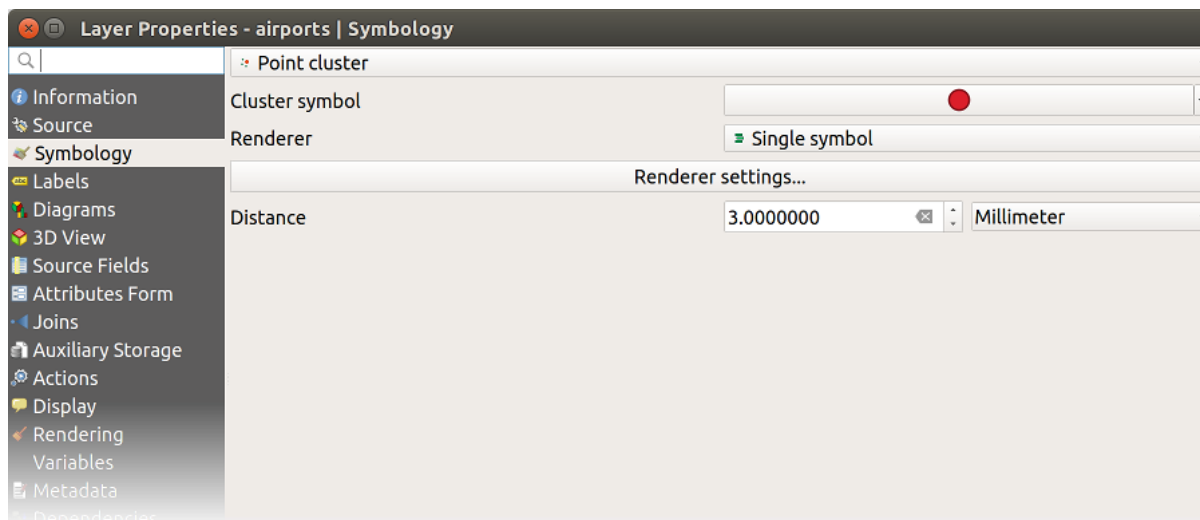 Layer Properties - airports | Symbology
Point cluster
Information
Cluster symbol
Source
Renderer
Single symbol
Symbology
Renderer settings...
Labels
Diagrams
Distance
3.0000000
Millimeter
3D View
Source Fields
Attributes Form
Joins
Auxiliary Storage
Actions
Display
Rendering
Variables
Metadata
Dependencies